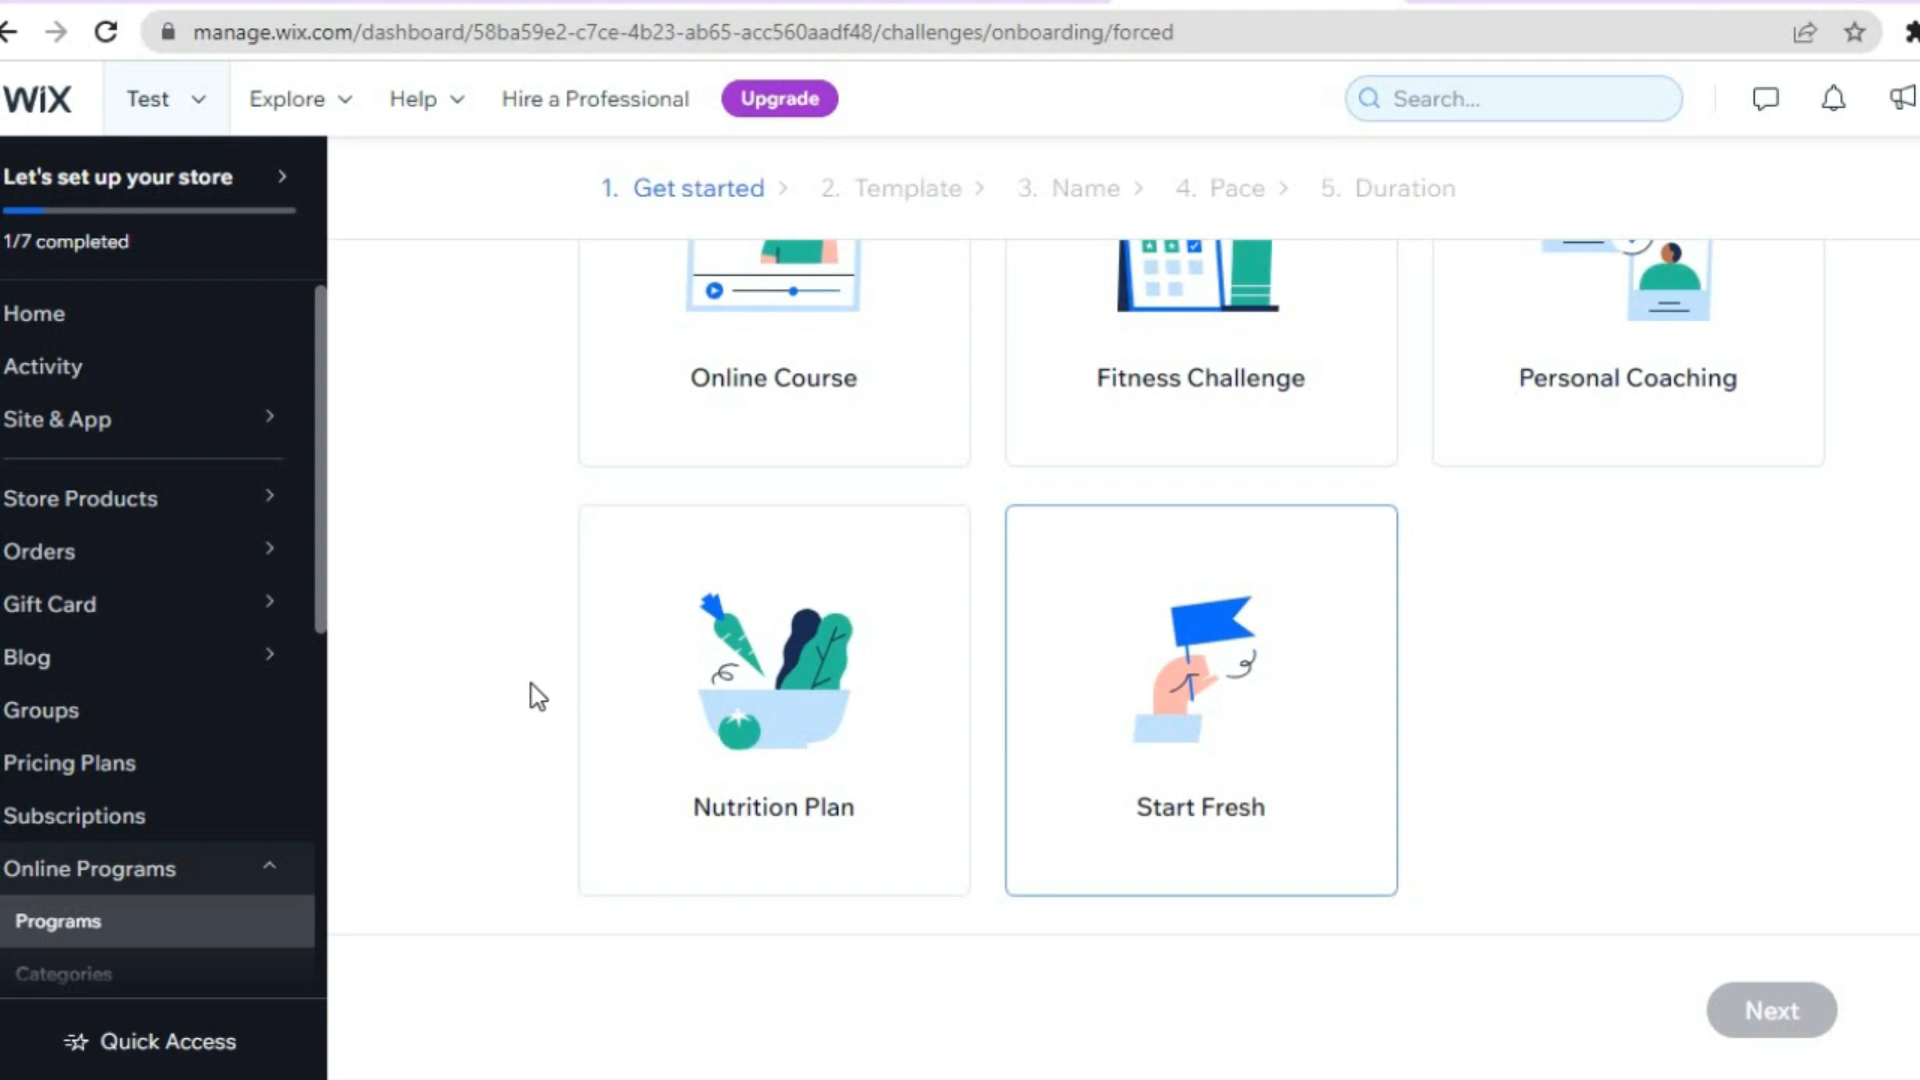 manage.wix.com/dashboard/58ba59e2-c7ce-4b23-ab65-acc560aadf48/challenges/onboarding/forced
WiX Test Explore Help Hire a Professional Upgrade Search...
Let's set up your store
1/7 completed
1. Get started 2. Template 3. Name 4. Pace 5. Duration
Home
Activity
Site & App
Store Products
Orders
Gift Card
Blog
Groups
Pricing Plans
Subscriptions
Online Programs
Programs
Categories
Quick Access
Online Course Fitness Challenge Personal Coaching
Nutrition Plan Start Fresh
Next